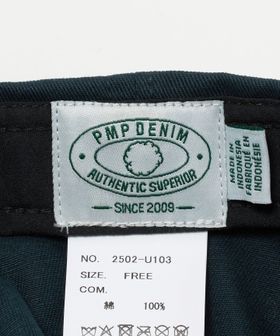 PMP DENIM
AUTHENTIC SUPERIOR
SINCE 2009
MADE IN
INDONESIA
FABRIQUÉ EN
INDONÉSIE
NO. 2502-U103
SIZE. FREE
COM.
綿 100%